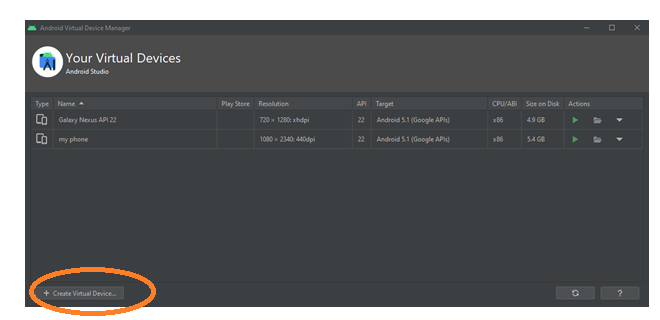 Android Virtual Device Manager
Your Virtual Devices
Android Studio
Type Name Play Store Resolution API Target CPU/ABI Size on Disk Actions
Galaxy Nexus API 22 720 × 1280: xhdpi 22 Android 5.1 (Google APIs) x86 4.9 GB
my phone 1080 × 2340: 440dpi 22 Android 5.1 (Google APIs) x86 5.4 GB
+ Create Virtual Device... ?